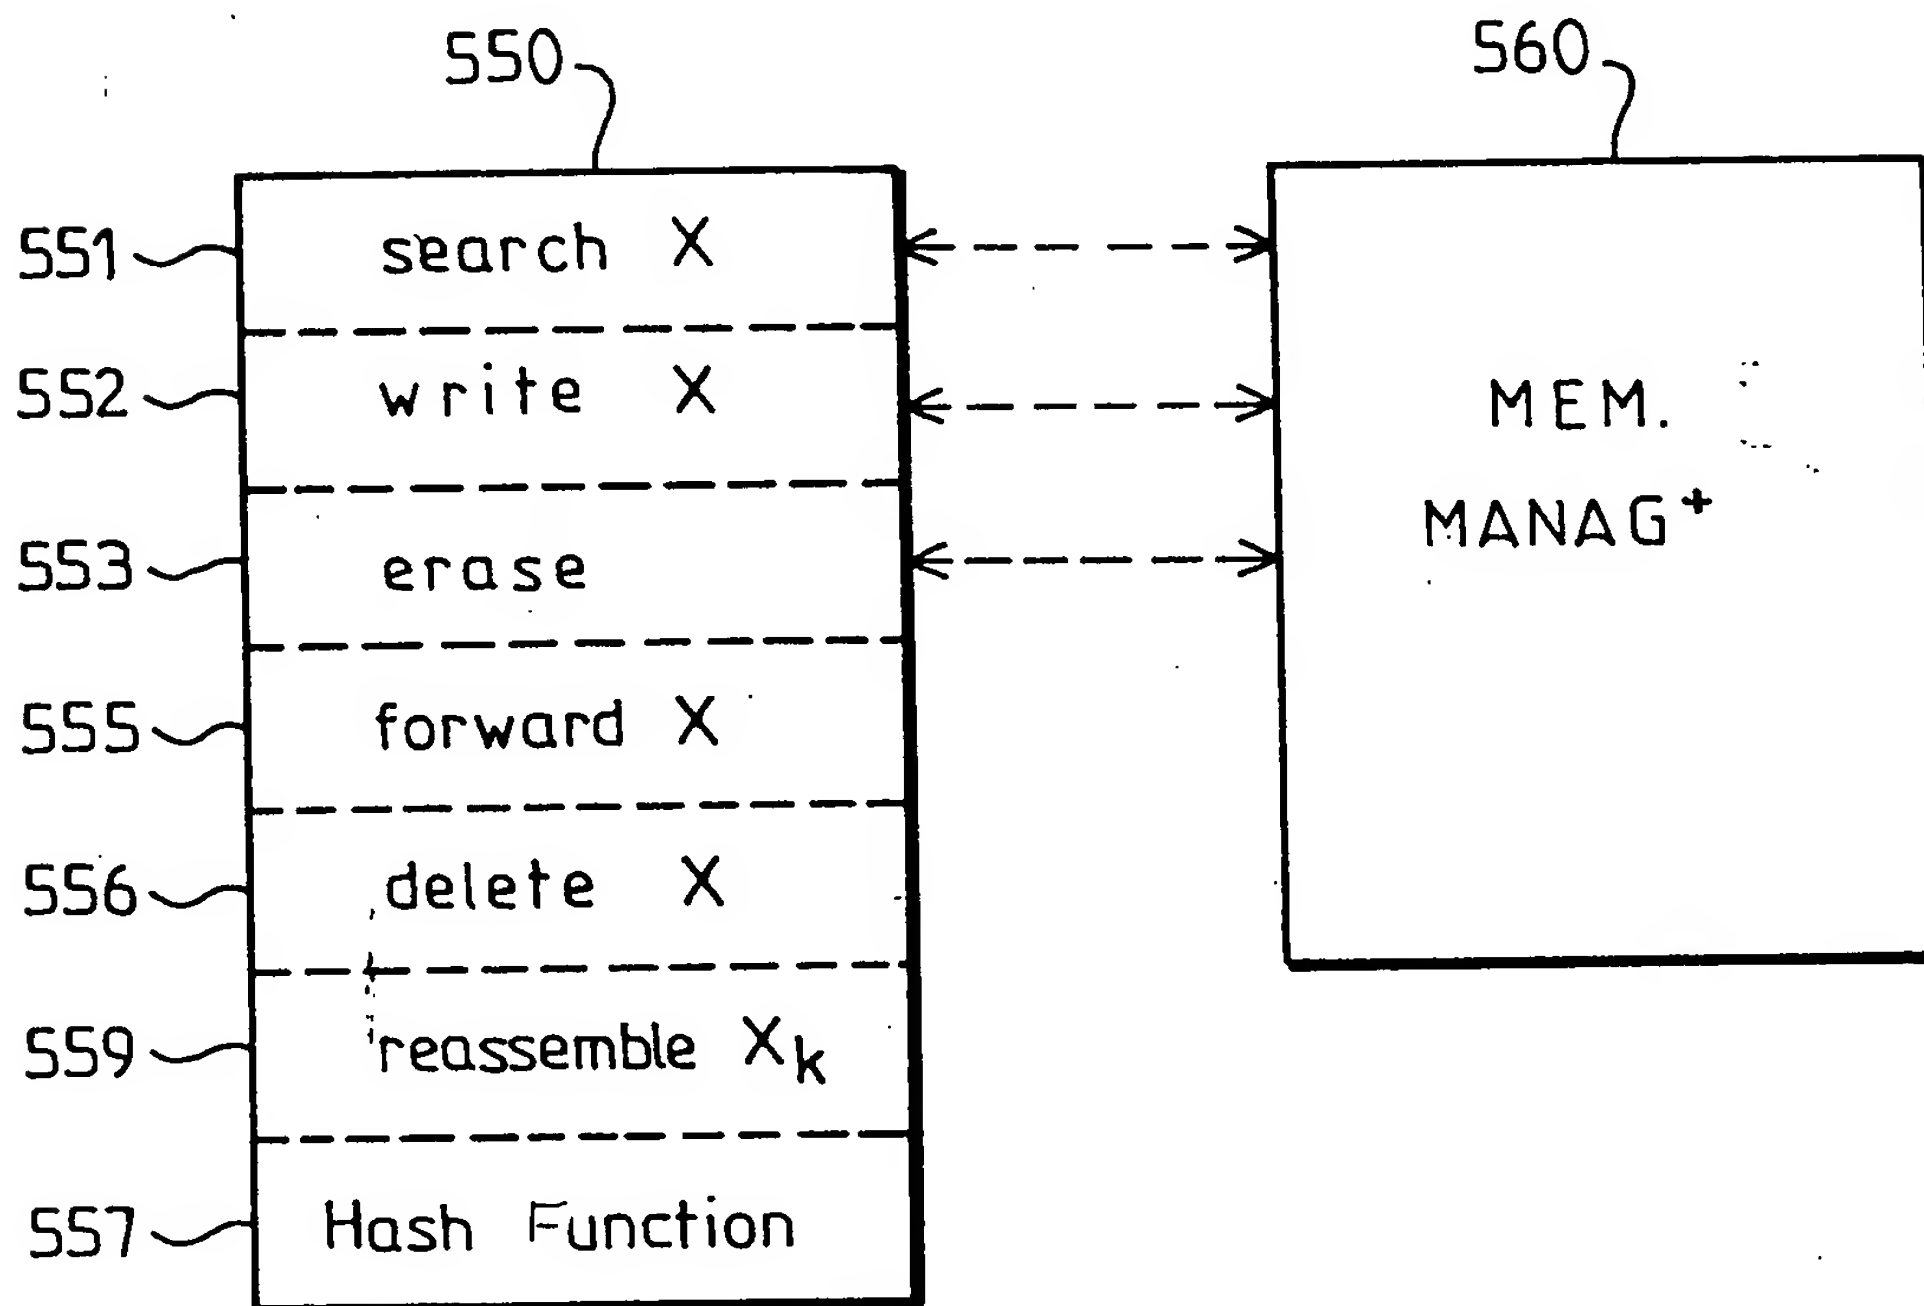 550
560
551 search X
552 write X
553 erase
555 forward X
556 delete X
559 reassemble Xk
557 Hash Function
MEM.
MANAG+